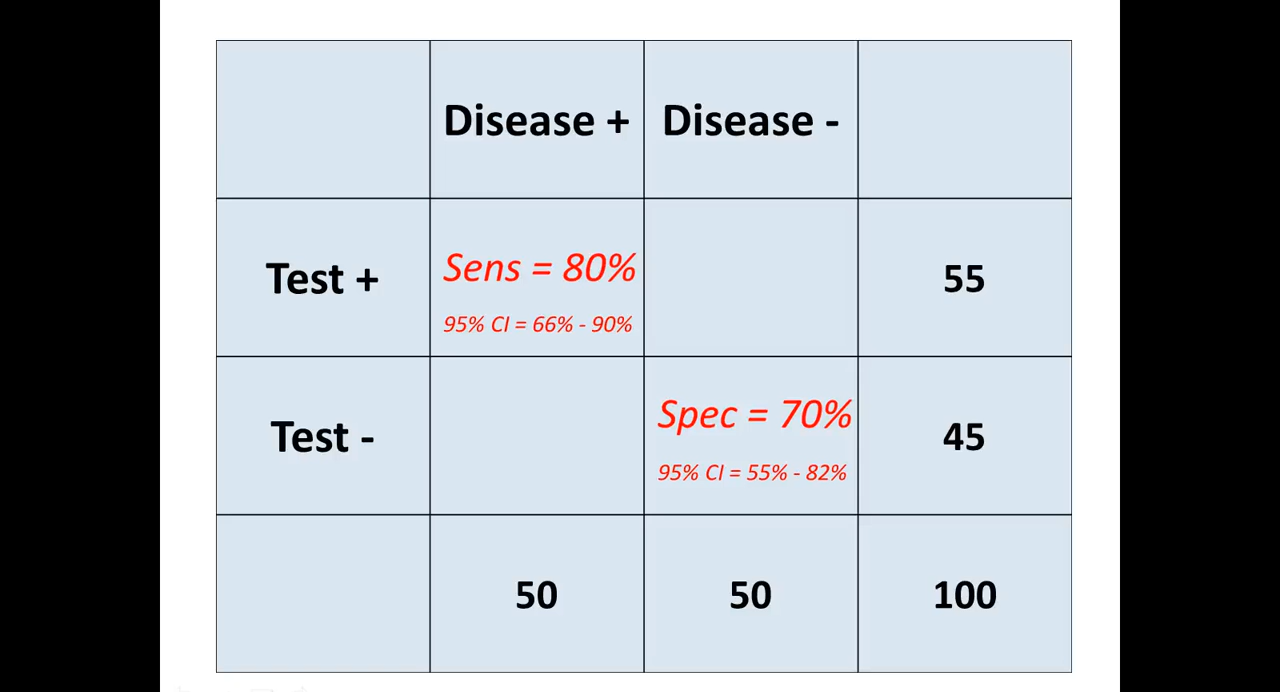 Disease + Disease -
Test + Sens = 80% 55
95% CI = 66% - 90%
Test - Spec = 70% 45
95% CI = 55% - 82%
50 50 100